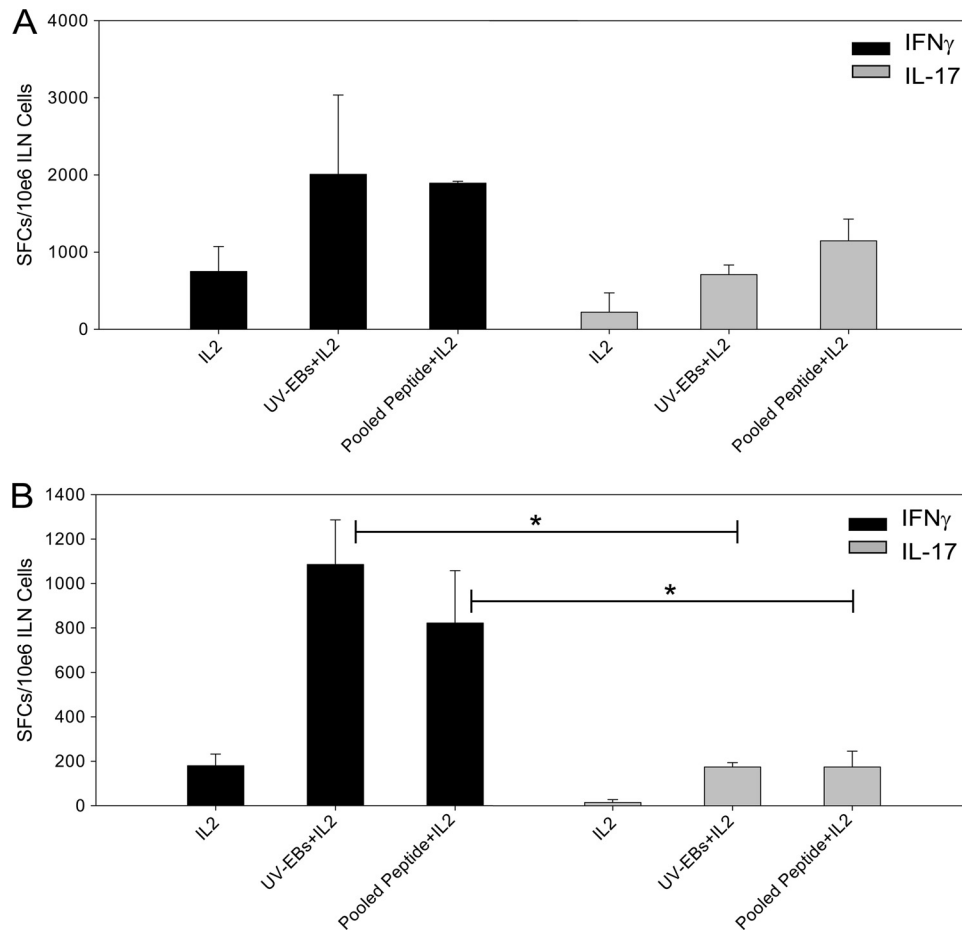 A
4000
3000
2000
1000
0
SFCs/10e6 ILN Cells
IFNγ
IL-17
IL2
UV-EBs+IL2
Pooled Peptide+IL2
IL2
UV-EBs+IL2
Pooled Peptide+IL2
B
1400
1200
1000
800
600
400
200
0
SFCs/10e6 ILN Cells
*
*
IFNγ
IL-17
IL2
UV-EBs+IL2
Pooled Peptide+IL2
IL2
UV-EBs+IL2
Pooled Peptide+IL2